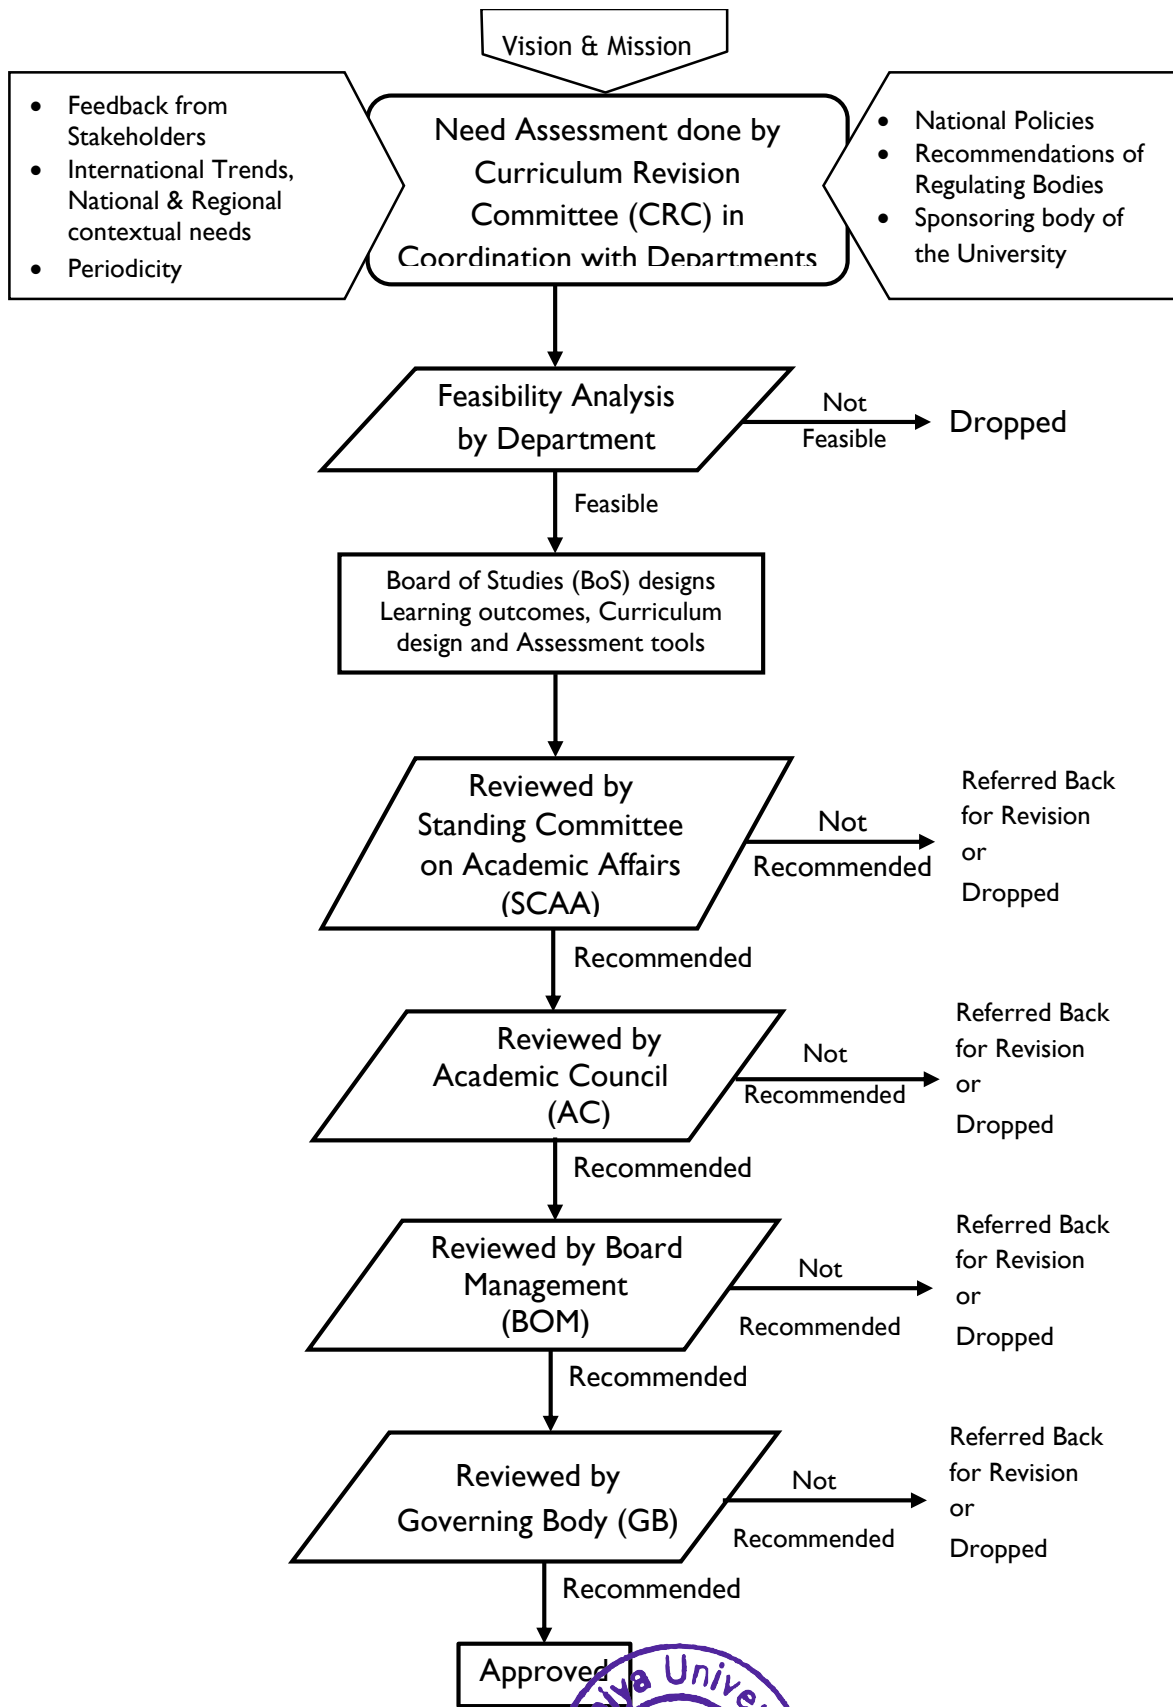 Vision & Mission
• Feedback from
Stakeholders
• International Trends,
National & Regional
contextual needs
• Periodicity
Need Assessment done by
Curriculum Revision
Committee (CRC) in
Coordination with Departments
• National Policies
• Recommendations of
Regulating Bodies
• Sponsoring body of
the University
Feasibility Analysis
by Department
Not
Feasible
Dropped
Feasible
Board of Studies (BoS) designs
Learning outcomes, Curriculum
design and Assessment tools
Reviewed by
Standing Committee
on Academic Affairs
(SCAA)
Not
Recommended
Referred Back
for Revision
or
Dropped
Recommended
Reviewed by
Academic Council
(AC)
Not
Recommended
Referred Back
for Revision
or
Dropped
Recommended
Reviewed by Board
Management
(BOM)
Not
Recommended
Referred Back
for Revision
or
Dropped
Recommended
Reviewed by
Governing Body (GB)
Not
Recommended
Referred Back
for Revision
or
Dropped
Recommended
Approved